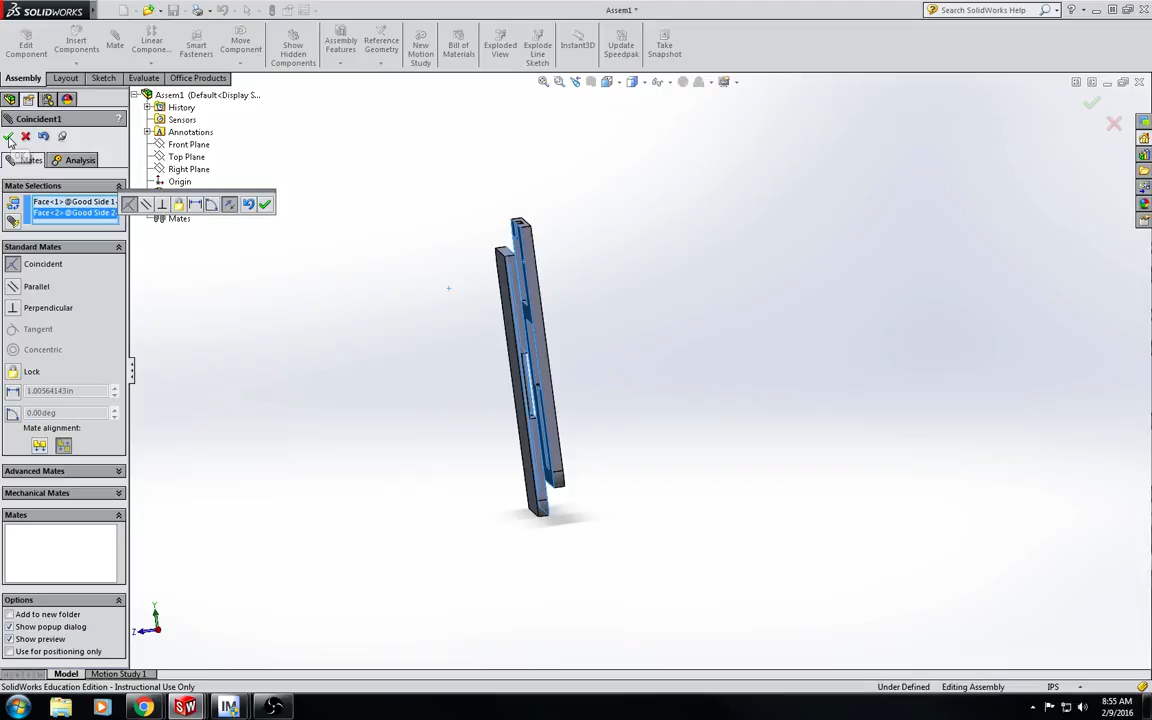 SOLIDWORKS
Assem1 *
Search SolidWorks Help
Edit Component
Insert Components
Mate
Linear Compone...
Smart Fasteners
Move Component
Show Hidden Components
Assembly Features
Reference Geometry
New Motion Study
Bill of Materials
Exploded View
Explode Line Sketch
Instant3D
Update Speedpak
Take Snapshot
Assembly
Layout
Sketch
Evaluate
Office Products
Assem1 (Default<Display S...
Coincident1
?
History
Sensors
Annotations
Front Plane
Top Plane
Right Plane
Origin
Mates
Mates
Analysis
Mate Selections
Face<1>@Good Side 1-
Face<2>@Good Side 2-
Standard Mates
Coincident
Parallel
Perpendicular
Tangent
Concentric
Lock
1.00564143in
0.00deg
Mate alignment:
Advanced Mates
Mechanical Mates
Mates
Options
Add to new folder
Show popup dialog
Show preview
Use for positioning only
Y
Z
Model
Motion Study 1
SolidWorks Education Edition - Instructional Use Only
Under Defined
Editing Assembly
IPS
8:55 AM
2/9/2016